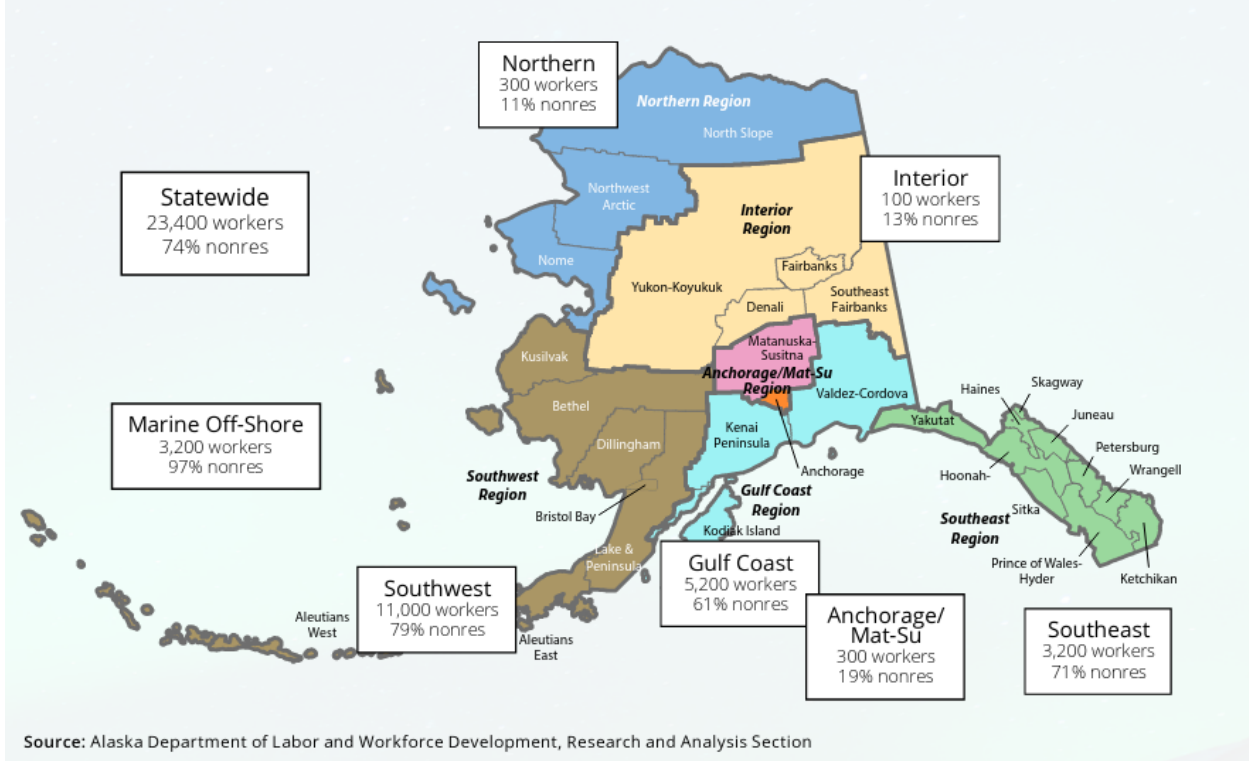 Northern
300 workers
11% nonres
Northern Region
North Slope
Statewide
23,400 workers
74% nonres
Northwest
Arctic
Nome
Interior
100 workers
13% nonres
Interior
Region
Fairbanks
Yukon-Koyukuk
Denali
Southeast
Fairbanks
Kusilvak
Matanuska-
Susitna
Anchorage/Mat-Su
Region
Bethel
Valdez-Cordova
Haines
Skagway
Yakutat
Juneau
Petersburg
Wrangell
Marine Off-Shore
3,200 workers
97% nonres
Dillingham
Kenai
Peninsula
Anchorage
Hoonah-
Southwest
Region
Bristol Bay
Gulf Coast
Region
Kodiak Island
Sitka
Southeast
Region
Prince of Wales-
Hyder
Ketchikan
Lake &
Peninsula
Southwest
11,000 workers
79% nonres
Gulf Coast
5,200 workers
61% nonres
Aleutians
West
Aleutians
East
Anchorage/
Mat-Su
300 workers
19% nonres
Southeast
3,200 workers
71% nonres
Source: Alaska Department of Labor and Workforce Development, Research and Analysis Section